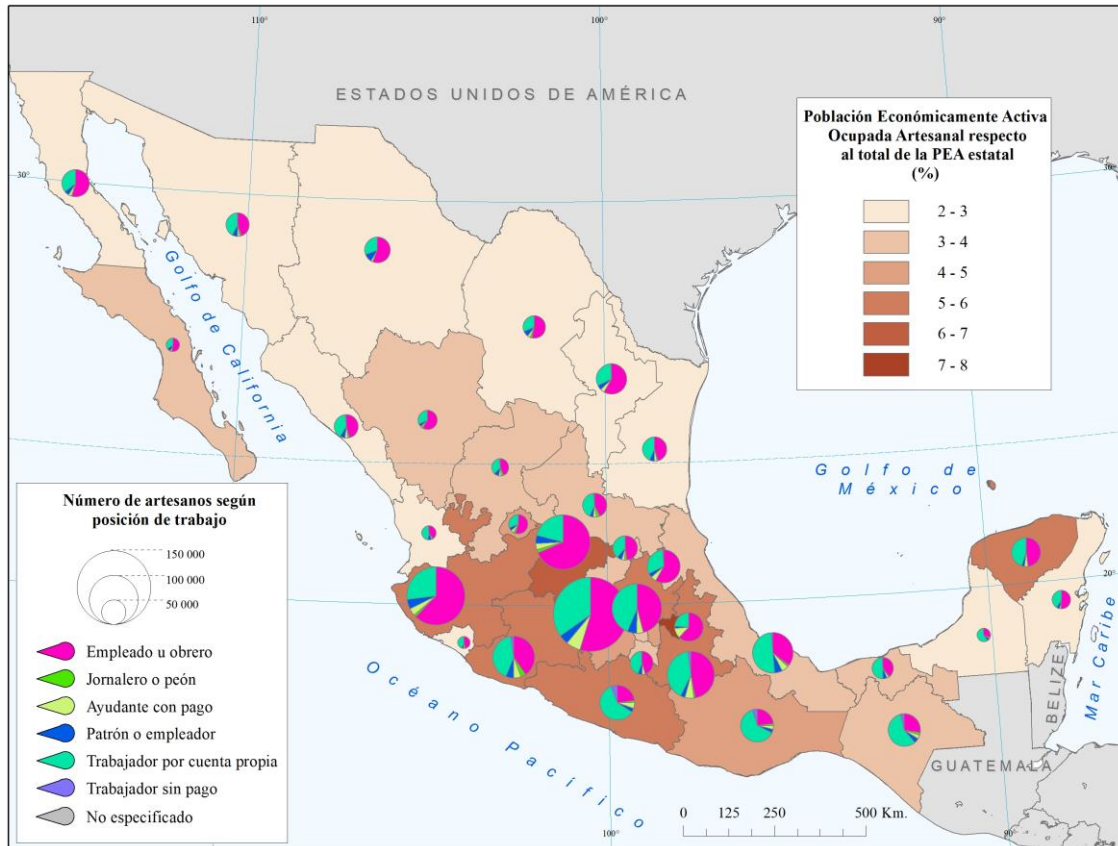 110°
100°
90°
ESTADOS UNIDOS DE AMÉRICA
30°
30°
Población Económicamente Activa
Ocupada Artesanal respecto
al total de la PEA estatal
(%)
2 - 3
3 - 4
4 - 5
5 - 6
6 - 7
7 - 8
Golfo de California
Golfo de
México
Número de artesanos según
posición de trabajo
150 000
100 000
50 000
Empleado u obrero
Jornalero o peón
Ayudante con pago
Patrón o empleador
Trabajador por cuenta propia
Trabajador sin pago
No especificado
20°
20°
Mar Caribe
BELIZE
GUATEMALA
Océano Pacífico
0 125 250 500 Km.
100°
90°